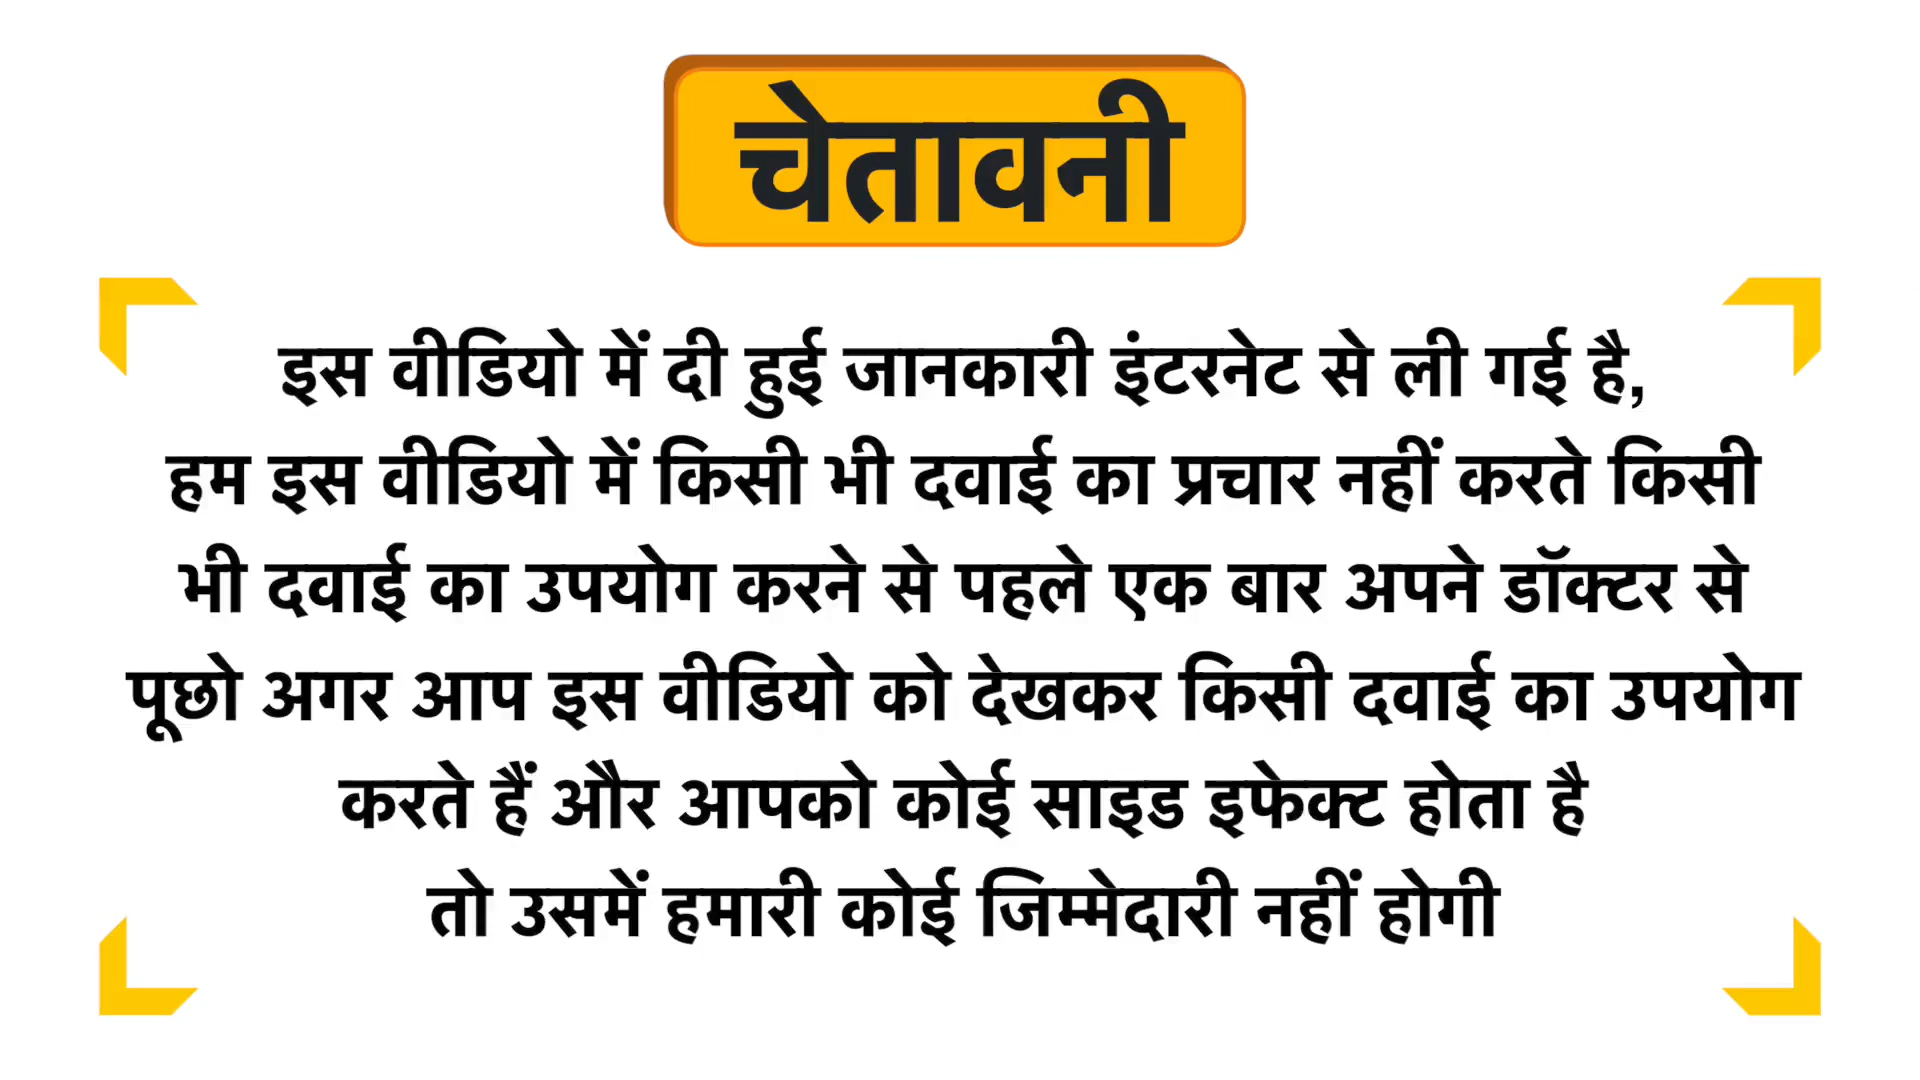 चेतावनी
इस वीडियो में दी हुई जानकारी इंटरनेट से ली गई है,
हम इस वीडियो में किसी भी दवाई का प्रचार नहीं करते किसी
भी दवाई का उपयोग करने से पहले एक बार अपने डॉक्टर से
पूछो अगर आप इस वीडियो को देखकर किसी दवाई का उपयोग
करते हैं और आपको कोई साइड इफेक्ट होता है
तो उसमें हमारी कोई जिम्मेदारी नहीं होगी